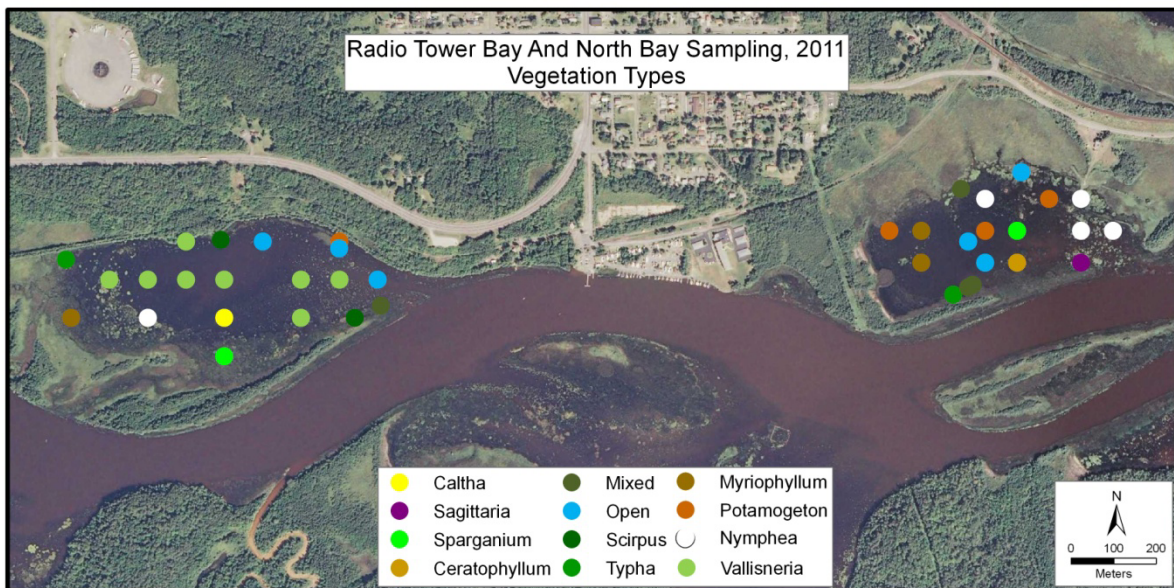 Radio Tower Bay And North Bay Sampling, 2011
Vegetation Types
Caltha
Sagittaria
Sparganium
Ceratophyllum
Mixed
Open
Scirpus
Typha
Myriophyllum
Potamogeton
Nymphea
Vallisneria
N
0 100 200
Meters